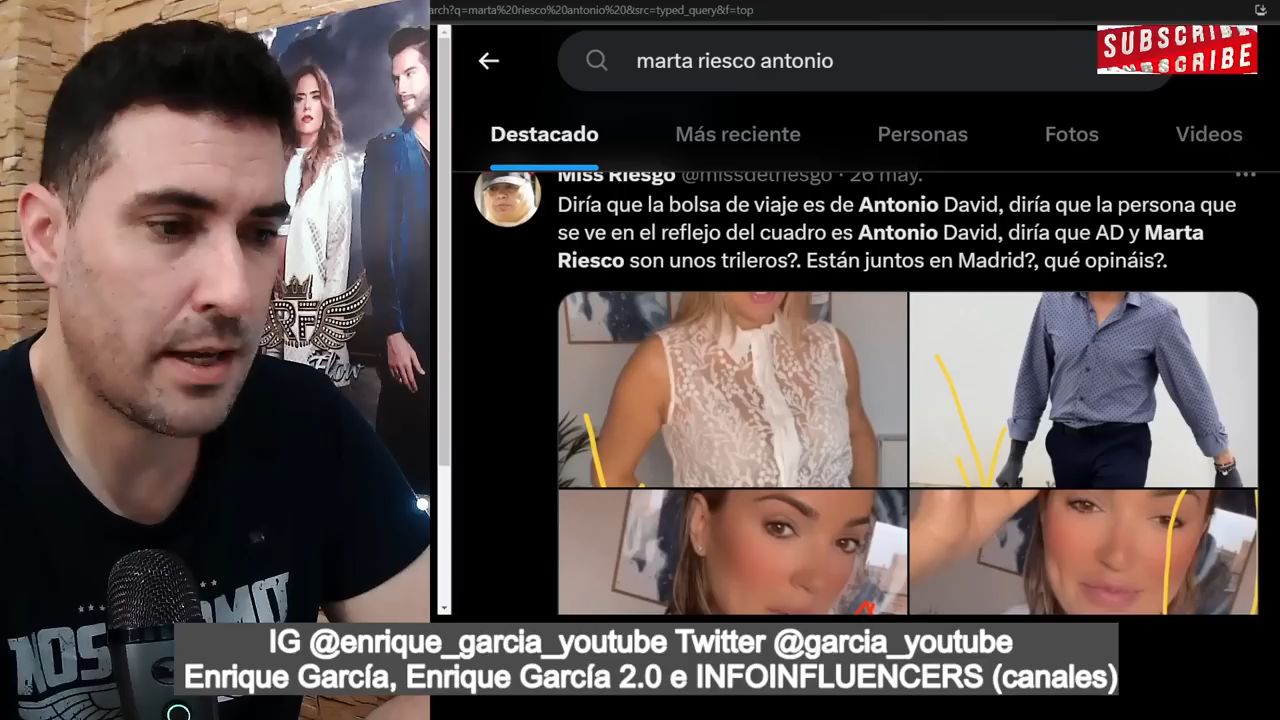 arch?q=marta%20riesco%20antonio%20&src=typed_query&f=top
marta riesco antonio
SUBSCRIBE
SUBSCRIBE
Destacado Más reciente Personas Fotos Videos
Miss Riesgo @missdetriesgo · 26 may.
Diría que la bolsa de viaje es de Antonio David, diría que la persona que
se ve en el reflejo del cuadro es Antonio David, diría que AD y Marta
Riesco son unos trileros?. Están juntos en Madrid?, qué opináis?.
RFG
Flow
IG @enrique_garcia_youtube Twitter @garcia_youtube
Enrique García, Enrique García 2.0 e INFOINFLUENCERS (canales)